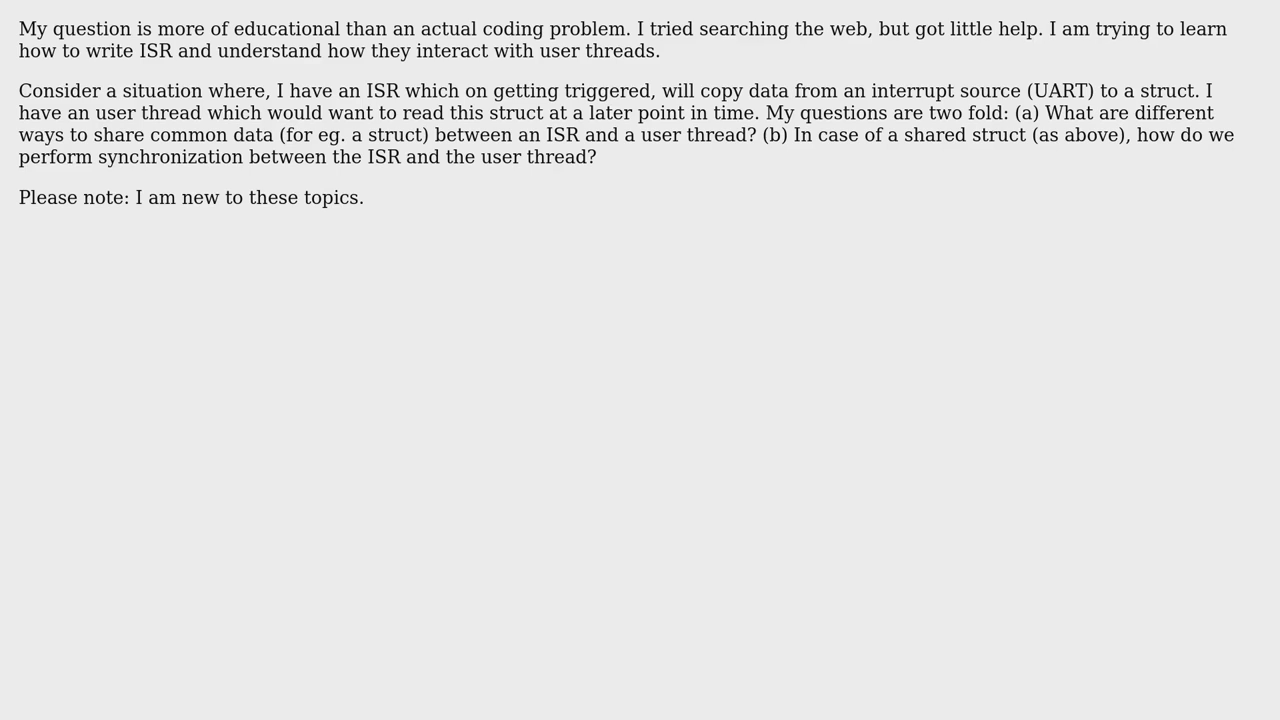 My question is more of educational than an actual coding problem. I tried searching the web, but got little help. I am trying to learn
how to write ISR and understand how they interact with user threads.
Consider a situation where, I have an ISR which on getting triggered, will copy data from an interrupt source (UART) to a struct. I
have an user thread which would want to read this struct at a later point in time. My questions are two fold: (a) What are different
ways to share common data (for eg. a struct) between an ISR and a user thread? (b) In case of a shared struct (as above), how do we
perform synchronization between the ISR and the user thread?
Please note: I am new to these topics.